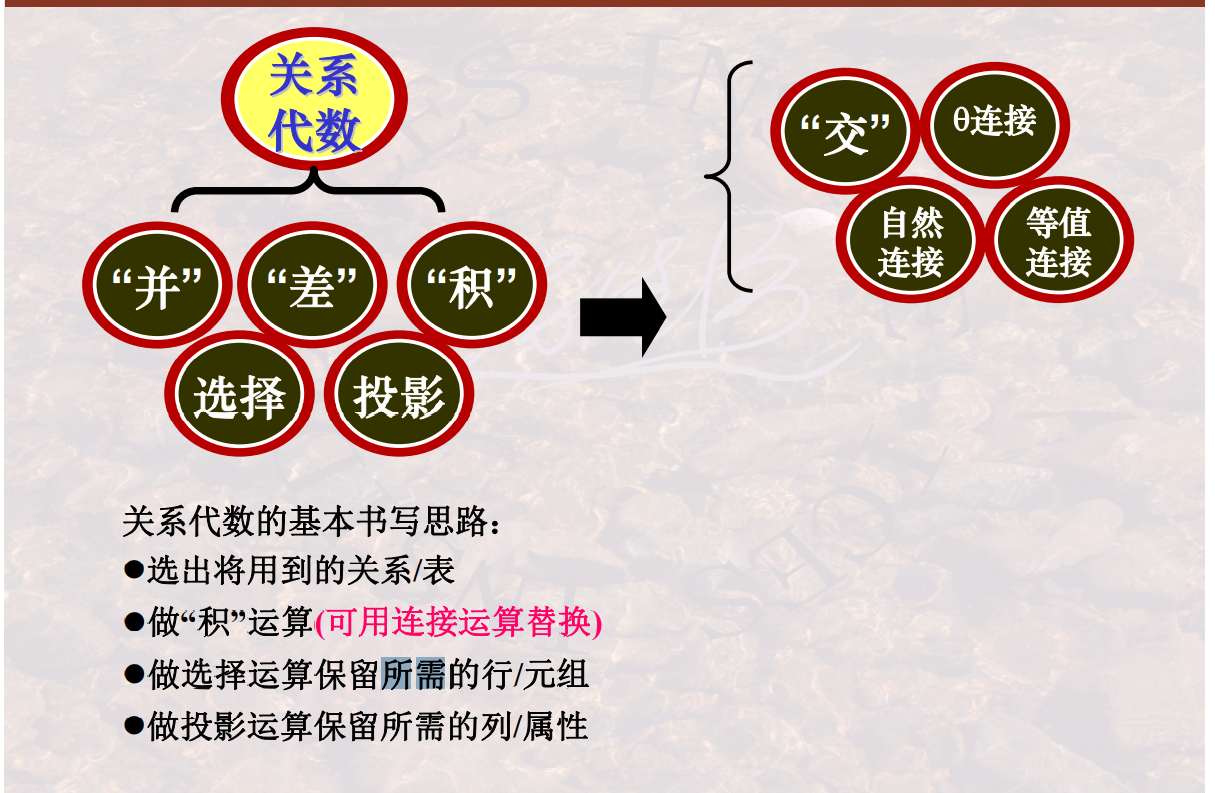 关系
代数
“并”
“差”
“积”
选择
投影
“交”
θ连接
自然
连接
等值
连接
关系代数的基本书写思路：
●选出将用到的关系/表
●做“积”运算(可用连接运算替换)
●做选择运算保留所需的行/元组
●做投影运算保留所需的列/属性